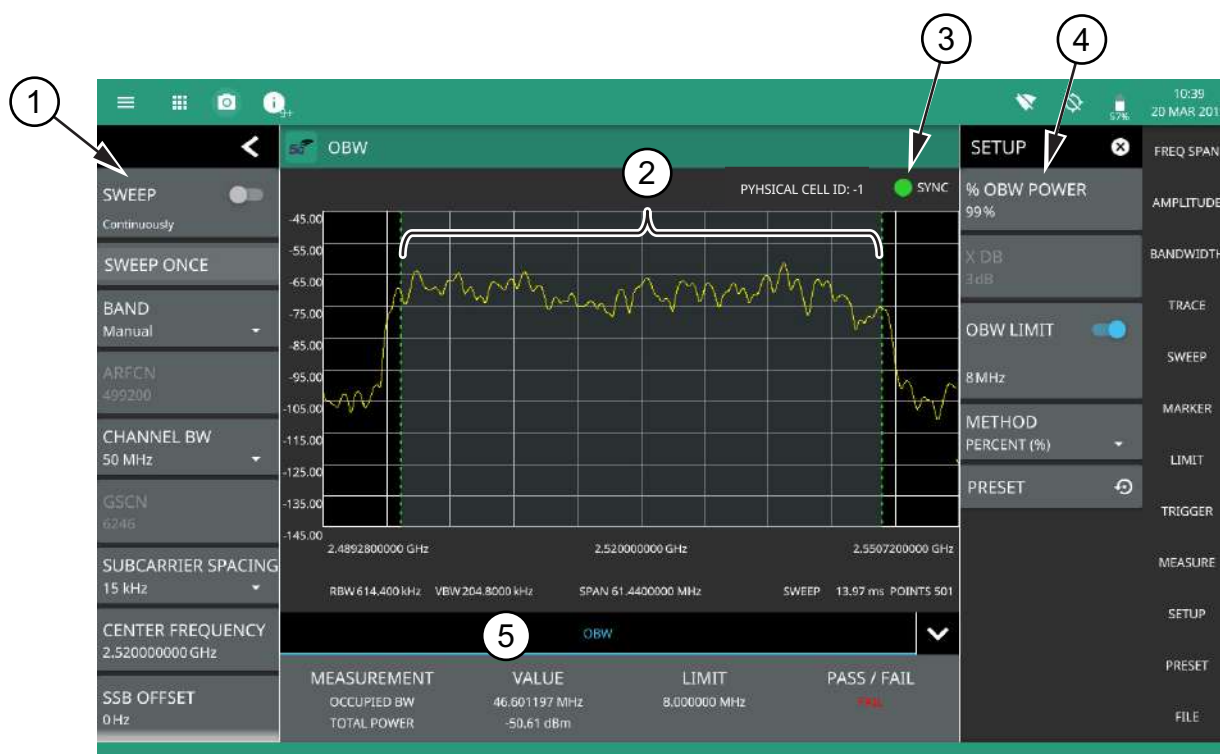 3
4
1
9+
57%
10:39
20 MAR 201
5G OBW
SETUP
FREQ SPAN
2
PYHSICAL CELL ID: -1
SYNC
SWEEP
Continuously
% OBW POWER
99%
AMPLITUDE
-45.00
-55.00
-65.00
-75.00
-85.00
-95.00
-105.00
-115.00
-125.00
-135.00
-145.00
SWEEP ONCE
X DB
3dB
BANDWIDTH
BAND
Manual
TRACE
OBW LIMIT
8MHz
SWEEP
ARFCN
499200
METHOD
PERCENT (%)
MARKER
CHANNEL BW
50 MHz
LIMIT
PRESET
GSCN
6246
TRIGGER
2.4892800000 GHz
2.520000000 GHz
2.5507200000 GHz
SUBCARRIER SPACING
15 kHz
MEASURE
RBW 614.400 kHz VBW 204.8000 kHz SPAN 61.4400000 MHz SWEEP 13.97 ms POINTS 501
CENTER FREQUENCY
2.520000000 GHz
SETUP
5
OBW
SSB OFFSET
0 Hz
PRESET
MEASUREMENT VALUE LIMIT PASS / FAIL
OCCUPIED BW 46.601197 MHz 8.000000 MHz FAIL
TOTAL POWER -50.61 dBm
FILE